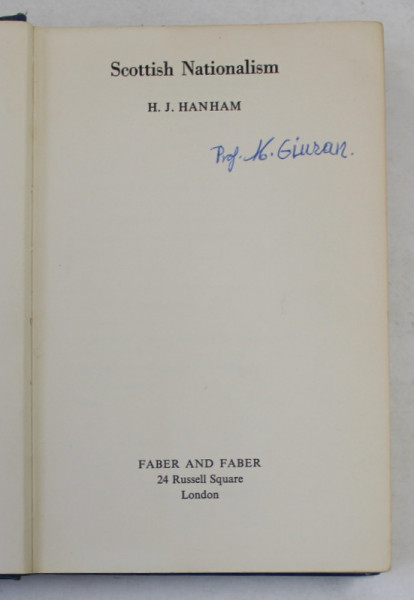 Scottish Nationalism
H. J. HANHAM
Prof. M. Giuran.
FABER AND FABER
24 Russell Square
London